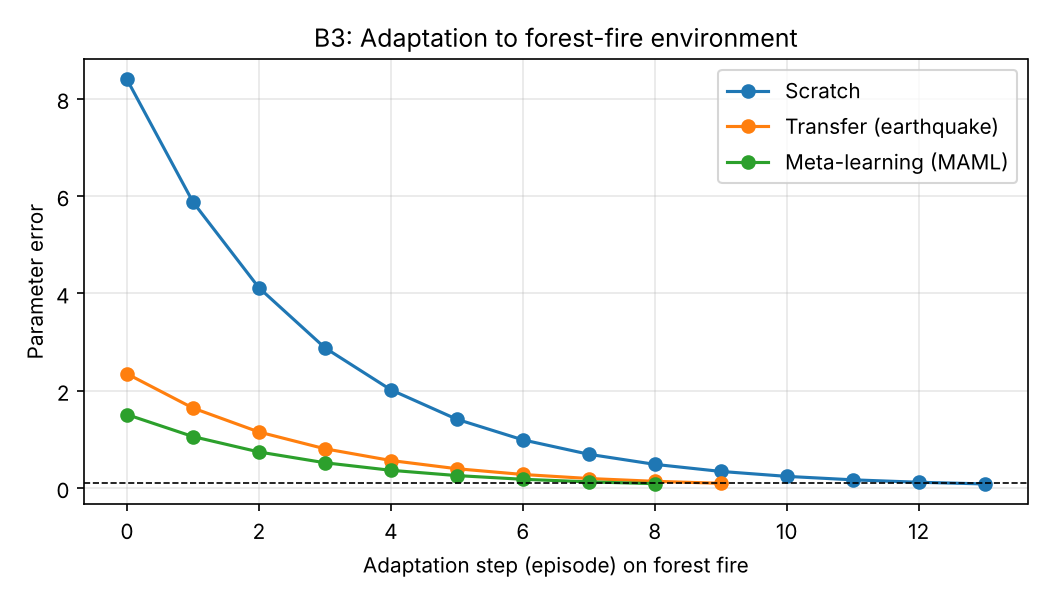 B3: Adaptation to forest-fire environment
Scratch
Transfer (earthquake)
Meta-learning (MAML)
Parameter error
8
6
4
2
0
0 2 4 6 8 10 12
Adaptation step (episode) on forest fire